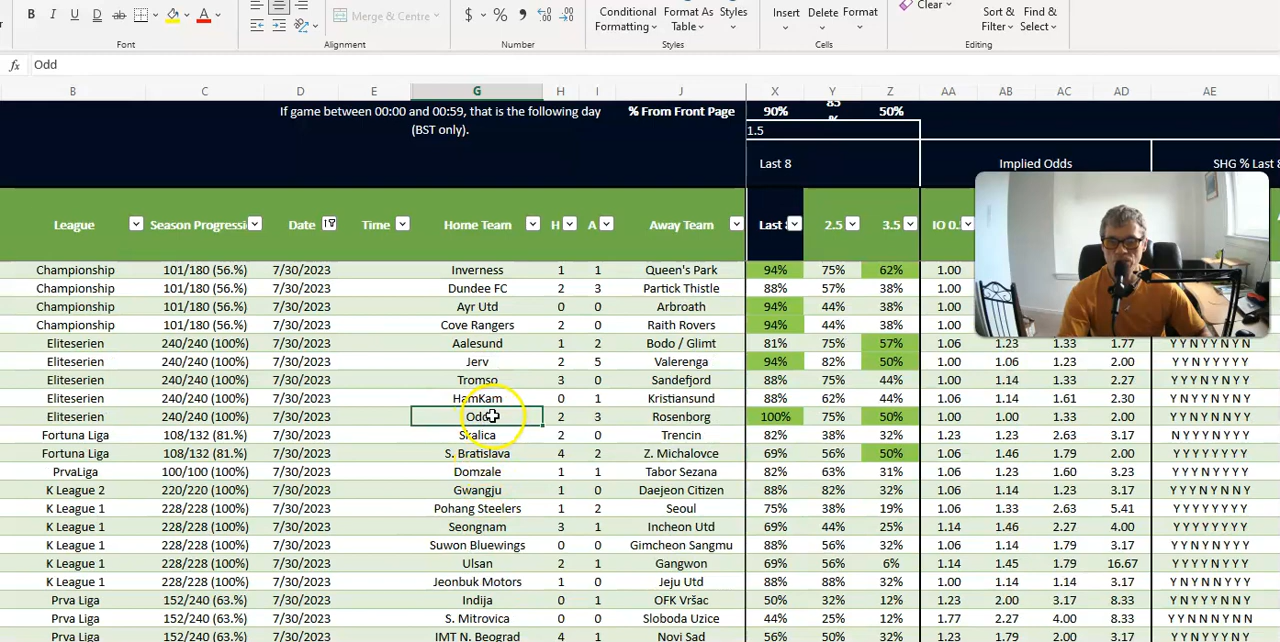 B I U D ab A Merge & Centre $ % , Conditional Formatting Format As Table Styles Insert Delete Format Clear Sort & Filter Find & Select
Font Alignment Number Styles Cells Editing
fx Odd
B C D E G H I J X Y Z AA AB AC AD AE
If game between 00:00 and 00:59, that is the following day (BST only). % From Front Page 90% 85 % 50%
1.5
Last 8 Implied Odds SHG % Last 8
League Season Progressi Date Time Home Team H A Away Team Last 2.5 3.5 IO 0.
Championship 101/180 (56.%) 7/30/2023 Inverness 1 1 Queen's Park 94% 75% 62% 1.00
Championship 101/180 (56.%) 7/30/2023 Dundee FC 2 3 Partick Thistle 88% 57% 38% 1.00
Championship 101/180 (56.%) 7/30/2023 Ayr Utd 0 0 Arbroath 94% 44% 38% 1.00
Championship 101/180 (56.%) 7/30/2023 Cove Rangers 2 0 Raith Rovers 94% 44% 38% 1.00
Eliteserien 240/240 (100%) 7/30/2023 Aalesund 1 2 Bodo / Glimt 81% 75% 57% 1.06 1.23 1.33 1.77 Y Y N Y Y N Y N
Eliteserien 240/240 (100%) 7/30/2023 Jerv 2 5 Valerenga 94% 82% 50% 1.00 1.06 1.23 2.00 Y Y N Y Y Y Y Y
Eliteserien 240/240 (100%) 7/30/2023 Tromso 3 0 Sandefjord 88% 75% 44% 1.06 1.14 1.33 2.27 Y N Y Y Y Y Y Y
Eliteserien 240/240 (100%) 7/30/2023 HamKam 0 1 Kristiansund 88% 56% 44% 1.06 1.14 1.61 2.30 Y N Y Y Y N Y Y
Eliteserien 240/240 (100%) 7/30/2023 Odd 2 3 Rosenborg 100% 75% 50% 1.00 1.00 1.33 2.00 Y Y N Y Y N N Y
Fortuna Liga 108/132 (81.%) 7/30/2023 Skalica 2 0 Trencin 82% 38% 32% 1.23 1.23 2.63 3.17 N Y Y Y Y N Y Y
Fortuna Liga 108/132 (81.%) 7/30/2023 S. Bratislava 4 2 Z. Michalovce 69% 56% 50% 1.06 1.46 1.79 2.00 Y Y Y Y Y Y N Y
PrvaLiga 100/100 (100%) 7/30/2023 Domzale 1 1 Tabor Sezana 82% 63% 31% 1.06 1.23 1.60 3.23 Y Y Y Y Y N Y Y
K League 2 220/220 (100%) 7/30/2023 Gwangju 1 0 Daejeon Citizen 88% 82% 32% 1.06 1.14 1.23 3.17 Y Y Y N Y N N Y
K League 1 228/228 (100%) 7/30/2023 Pohang Steelers 1 2 Seoul 75% 38% 19% 1.06 1.33 2.63 5.41 Y Y N Y Y N Y Y
K League 1 228/228 (100%) 7/30/2023 Seongnam 3 1 Incheon Utd 69% 44% 25% 1.14 1.46 2.27 4.00 Y Y N Y Y Y Y Y
K League 1 228/228 (100%) 7/30/2023 Suwon Bluewings 0 0 Gimcheon Sangmu 88% 56% 32% 1.06 1.14 1.79 3.17 Y N Y Y Y N Y Y
K League 1 228/228 (100%) 7/30/2023 Ulsan 2 1 Gangwon 69% 56% 6% 1.14 1.45 1.79 16.67 Y Y Y Y Y N Y Y
K League 1 228/228 (100%) 7/30/2023 Jeonbuk Motors 1 0 Jeju Utd 88% 88% 32% 1.00 1.14 1.14 3.17 Y N Y N N Y Y Y
Prva Liga 152/240 (63.%) 7/30/2023 Indija 0 1 OFK Vršac 50% 32% 12% 1.23 2.00 3.17 8.33 Y N Y Y Y N N Y
Prva Liga 152/240 (63.%) 7/30/2023 S. Mitrovica 0 0 Sloboda Uzice 44% 25% 12% 1.77 2.27 4.00 8.33 Y Y N N Y Y Y Y
Prva Liga 152/240 (63.%) 7/30/2023 IMT N. Beograd 4 1 Novi Sad 56% 50% 32% 1.23 1.79 2.00 3.17